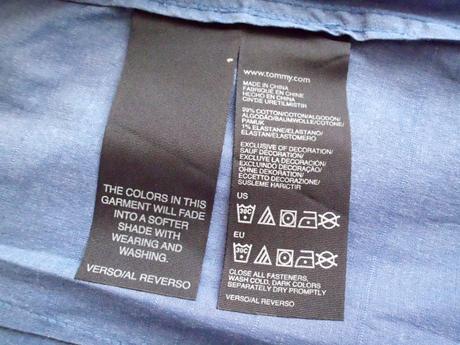 THE COLORS IN THIS
GARMENT WILL FADE
INTO A SOFTER
SHADE WITH
WEARING AND
WASHING.
VERSO/AL REVERSO
www.tommy.com
MADE IN CHINA
FABRIQUÉ EN CHINE
HECHO EN CHINA
ÇIN'DE ÜRETILMISTIR
99% COTTON/COTON/ALGODÓN/
ALGODÃO/BAUMWOLLE/COTONE/
PAMUK
1% ELASTANE/ELASTANO/
ELASTAN/ELASTOMERO
EXCLUSIVE OF DECORATION/
SAUF DÉCORATION/
EXCLUYE LA DECORACIÓN/
EXCLUINDO DECORAÇÃO/
OHNE DEKORATION/
ECCETTO DECORAZIONE/
SÜSLEME HARIÇTIR
US
30C
EU
30C
CLOSE ALL FASTENERS.
WASH COLD, DARK COLORS
SEPARATELY DRY PROMPTLY
VERSO/AL REVERSO